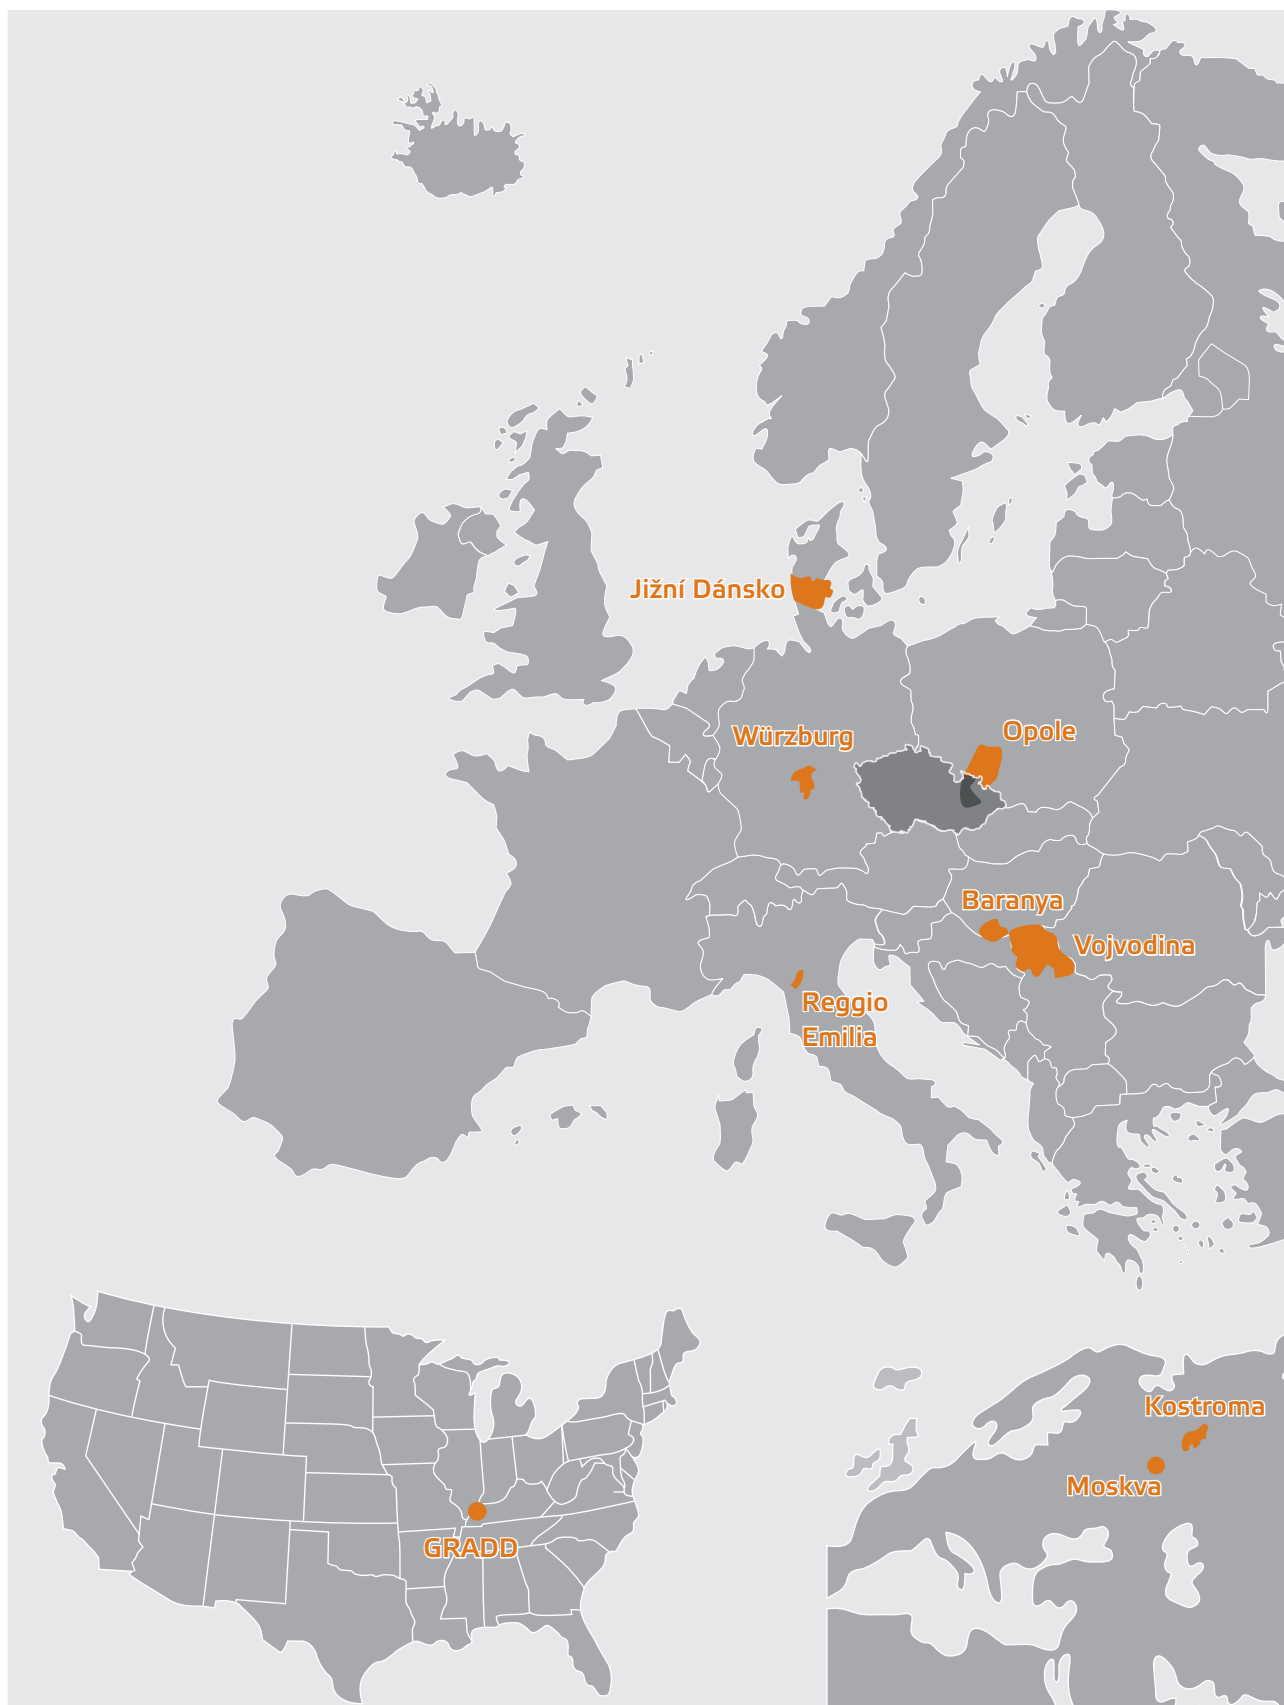 Jižní Dánsko
Würzburg
Opole
Baranya
Vojvodina
Reggio
Emilia
Kostroma
Moskva
GRADD